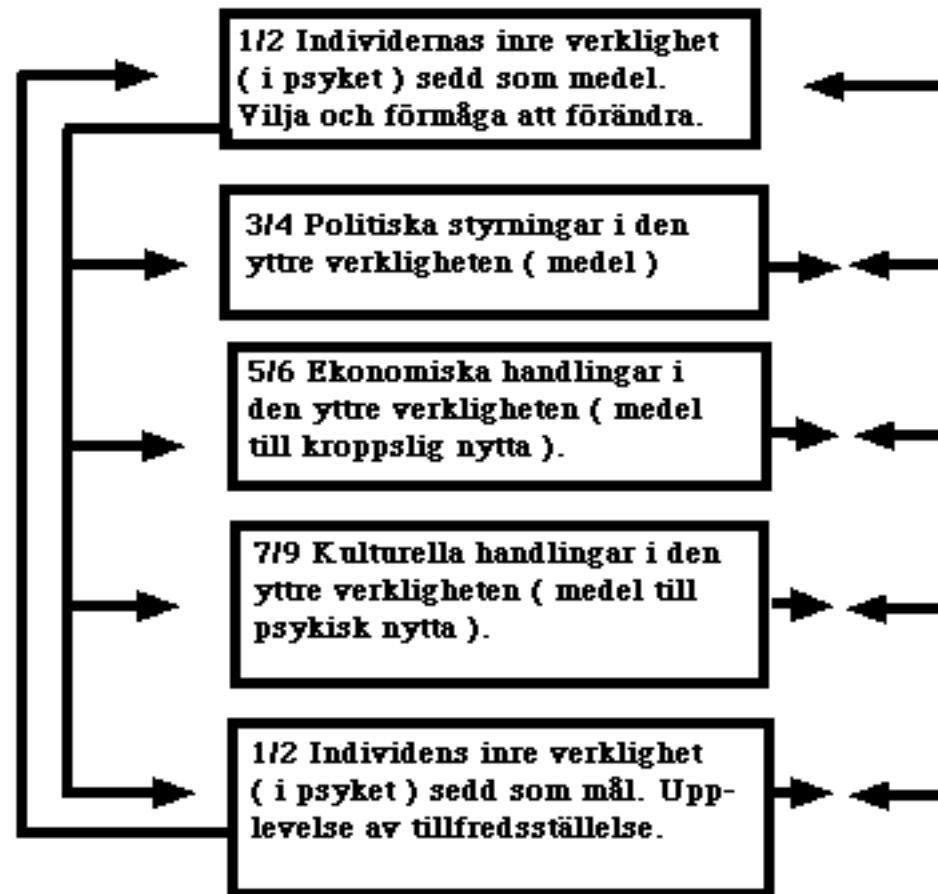 1/2 Individernas inre verklighet
( i psyket ) sedd som medel.
Vilja och förmåga att förändra.
3/4 Politiska styrningar i den
yttre verkligheten ( medel )
5/6 Ekonomiska handlingar i
den yttre verkligheten ( medel
till kroppslig nytta ).
7/9 Kulturella handlingar i den
yttre verkligheten ( medel till
psykisk nytta ).
1/2 Individens inre verklighet
( i psyket ) sedd som mål. Upp-
levelse av tillfredsställelse.